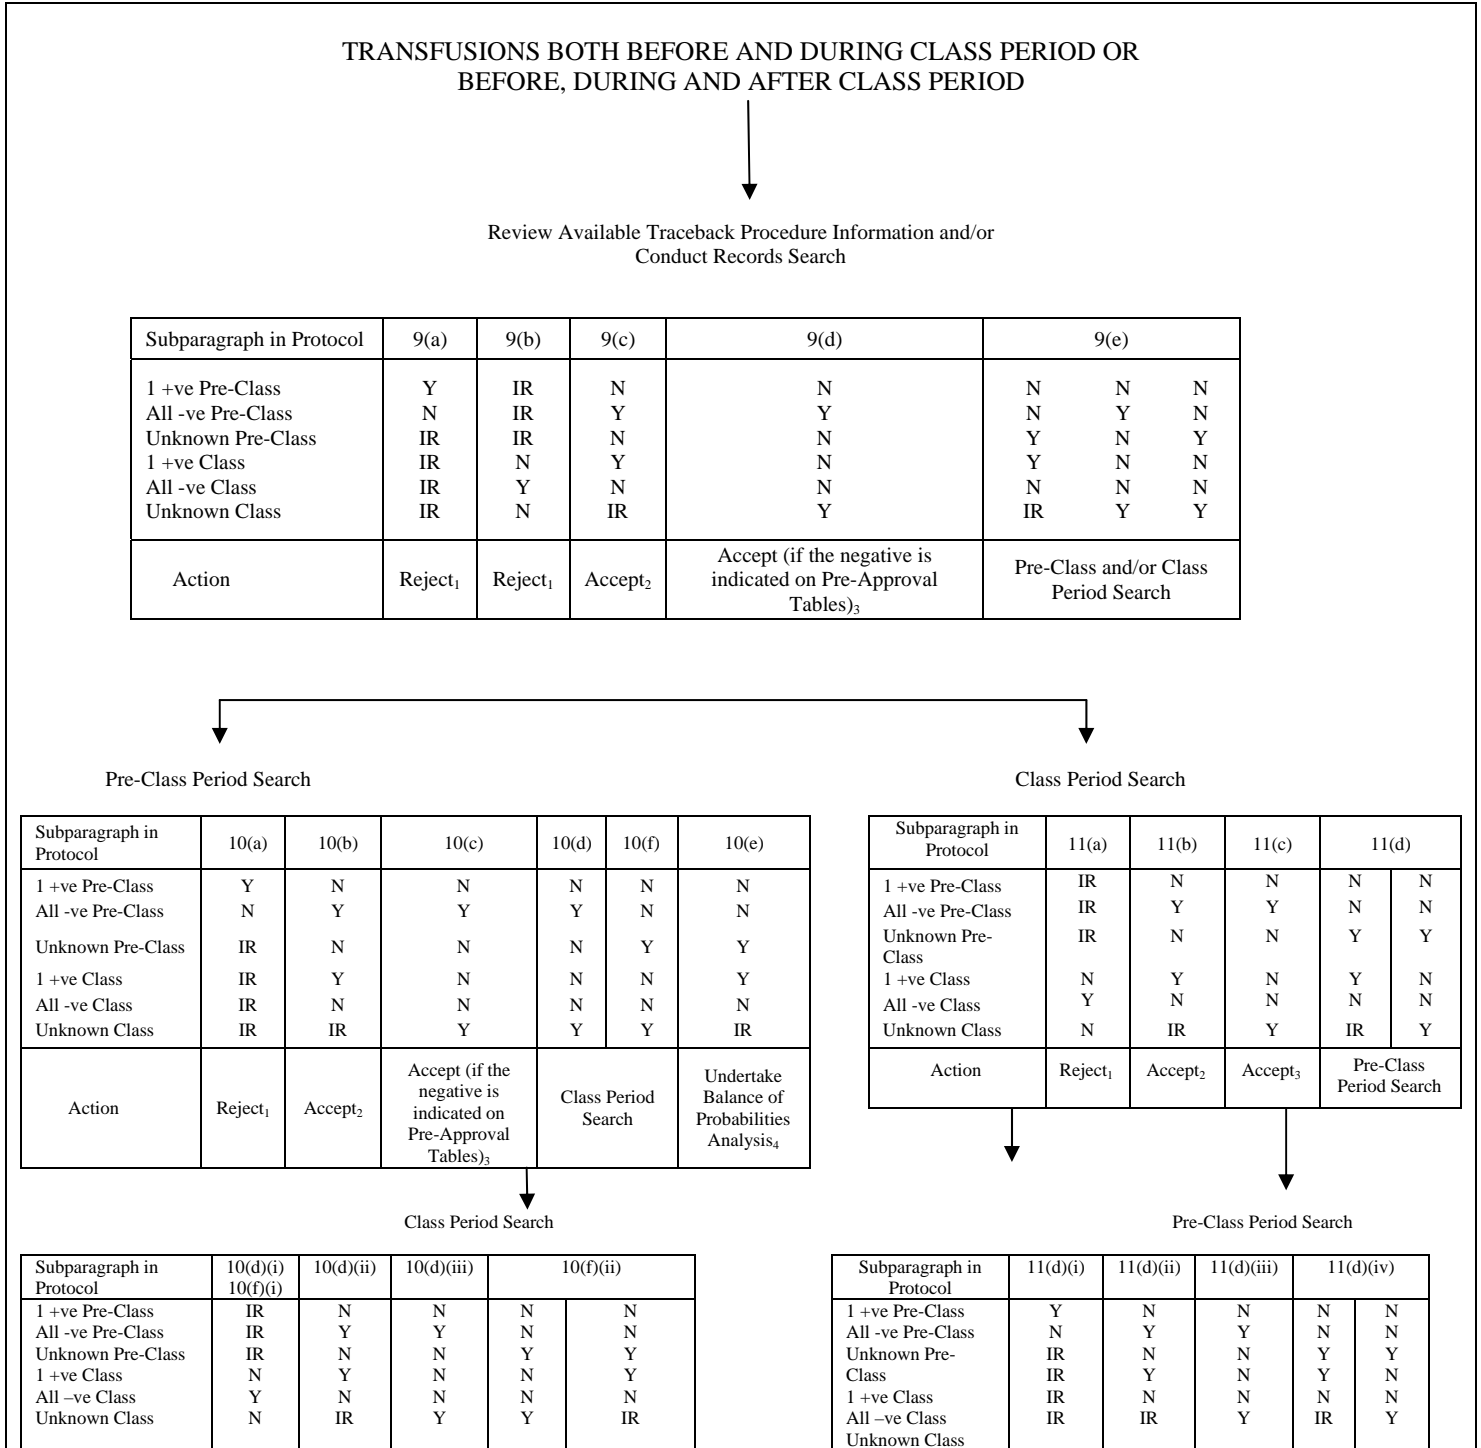 TRANSFUSIONS BOTH BEFORE AND DURING CLASS PERIOD OR
BEFORE, DURING AND AFTER CLASS PERIOD
Review Available Traceback Procedure Information and/or
Conduct Records Search
Subparagraph in Protocol 9(a) 9(b) 9(c) 9(d) 9(e)
1 +ve Pre-Class Y IR N N N N N
All -ve Pre-Class N IR Y Y N Y N
Unknown Pre-Class IR IR N N Y N Y
1 +ve Class IR N Y N Y N N
All -ve Class IR Y N N N N N
Unknown Class IR N IR Y IR Y Y
Action Reject1 Reject1 Accept2 Accept (if the negative is
indicated on Pre-Approval
Tables)3 Pre-Class and/or Class
Period Search
Pre-Class Period Search
Subparagraph in
Protocol 10(a) 10(b) 10(c) 10(d) 10(f) 10(e)
1 +ve Pre-Class Y N N N N N
All -ve Pre-Class N Y Y Y N N
Unknown Pre-Class IR N N N Y Y
1 +ve Class IR Y N N N Y
All -ve Class IR N N N N N
Unknown Class IR IR Y Y Y IR
Action Reject1 Accept2 Accept (if the
negative is
indicated on
Pre-Approval
Tables)3 Class Period
Search Undertake
Balance of
Probabilities
Analysis4
Class Period Search
Subparagraph in
Protocol 11(a) 11(b) 11(c) 11(d)
1 +ve Pre-Class IR N N N N
All -ve Pre-Class IR Y Y N N
Unknown Pre-
Class IR N N Y Y
1 +ve Class N Y N Y N
All -ve Class Y N N N N
Unknown Class N IR Y IR Y
Action Reject1 Accept2 Accept3 Pre-Class
Period Search
Class Period Search
Subparagraph in
Protocol 10(d)(i)
10(f)(i) 10(d)(ii) 10(d)(iii) 10(f)(ii)
1 +ve Pre-Class IR N N N N
All -ve Pre-Class IR Y Y N N
Unknown Pre-Class IR N N Y Y
1 +ve Class N Y N N Y
All –ve Class Y N N N N
Unknown Class N IR Y Y IR
Pre-Class Period Search
Subparagraph in
Protocol 11(d)(i) 11(d)(ii) 11(d)(iii) 11(d)(iv)
1 +ve Pre-Class Y N N N N
All -ve Pre-Class N Y Y N N
Unknown Pre- IR N N Y Y
Class IR Y N Y N
1 +ve Class IR N N N N
All –ve Class IR IR Y IR Y
Unknown Class